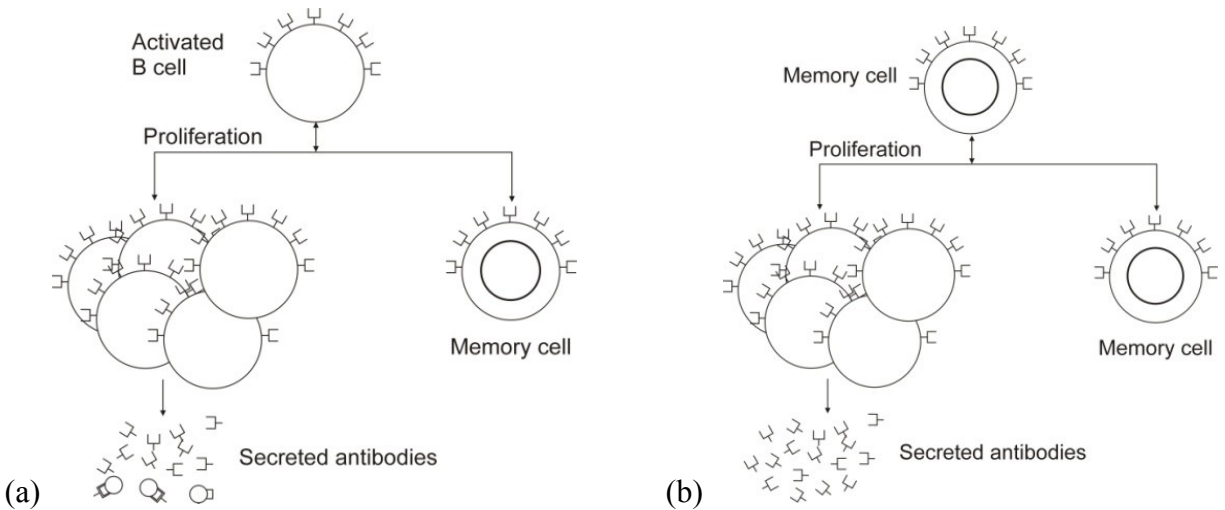 Activated
B cell
Proliferation
Memory cell
Secreted antibodies
(a)
Memory cell
Proliferation
Memory cell
Secreted antibodies
(b)